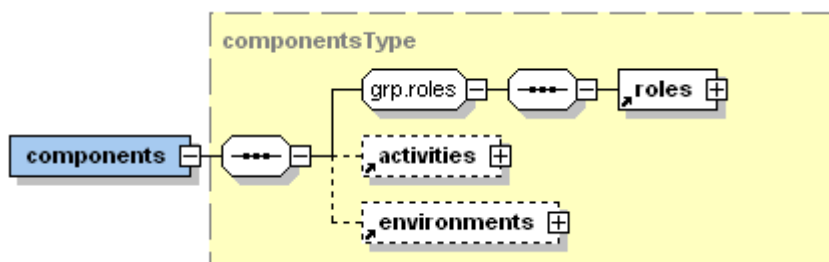 componentsType
grp.roles
roles
components
activities
environments